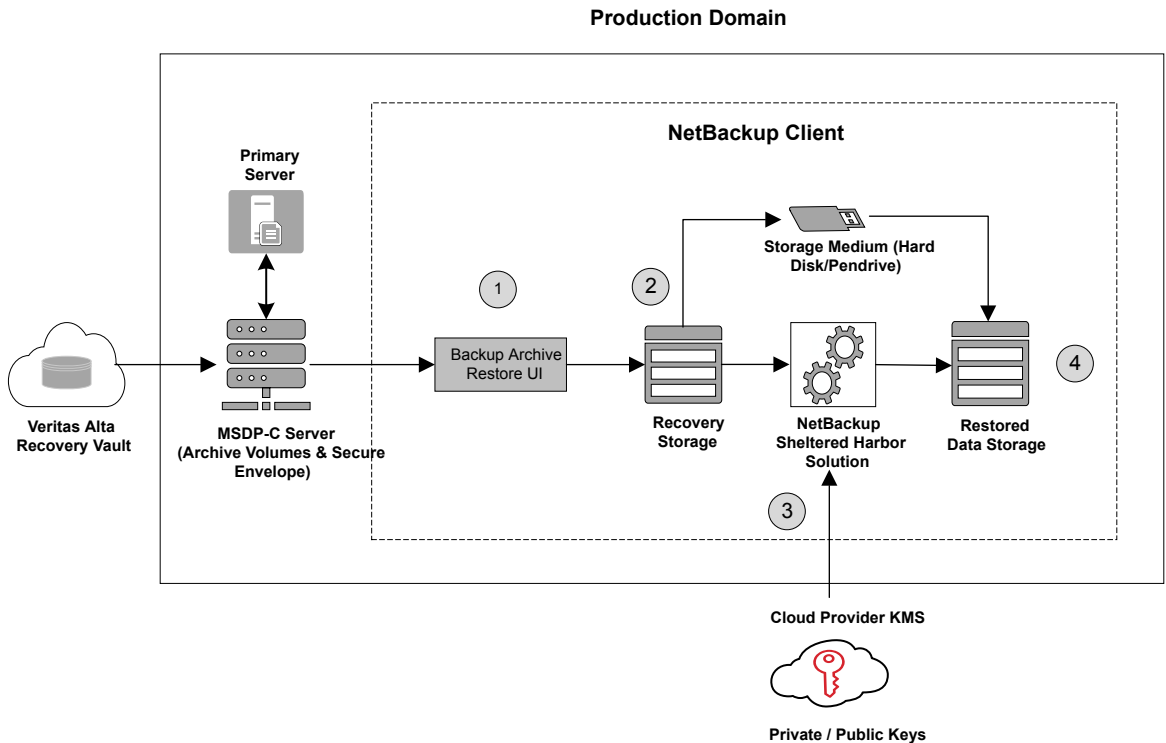 Production Domain
NetBackup Client
Primary
Server
Storage Medium (Hard
Disk/Pendrive)
1
2
Backup Archive
Restore UI
4
Veritas Alta
Recovery Vault
MSDP-C Server
(Archive Volumes & Secure
Envelope)
Recovery
Storage
NetBackup
Sheltered Harbor
Solution
Restored
Data Storage
3
Cloud Provider KMS
Private / Public Keys